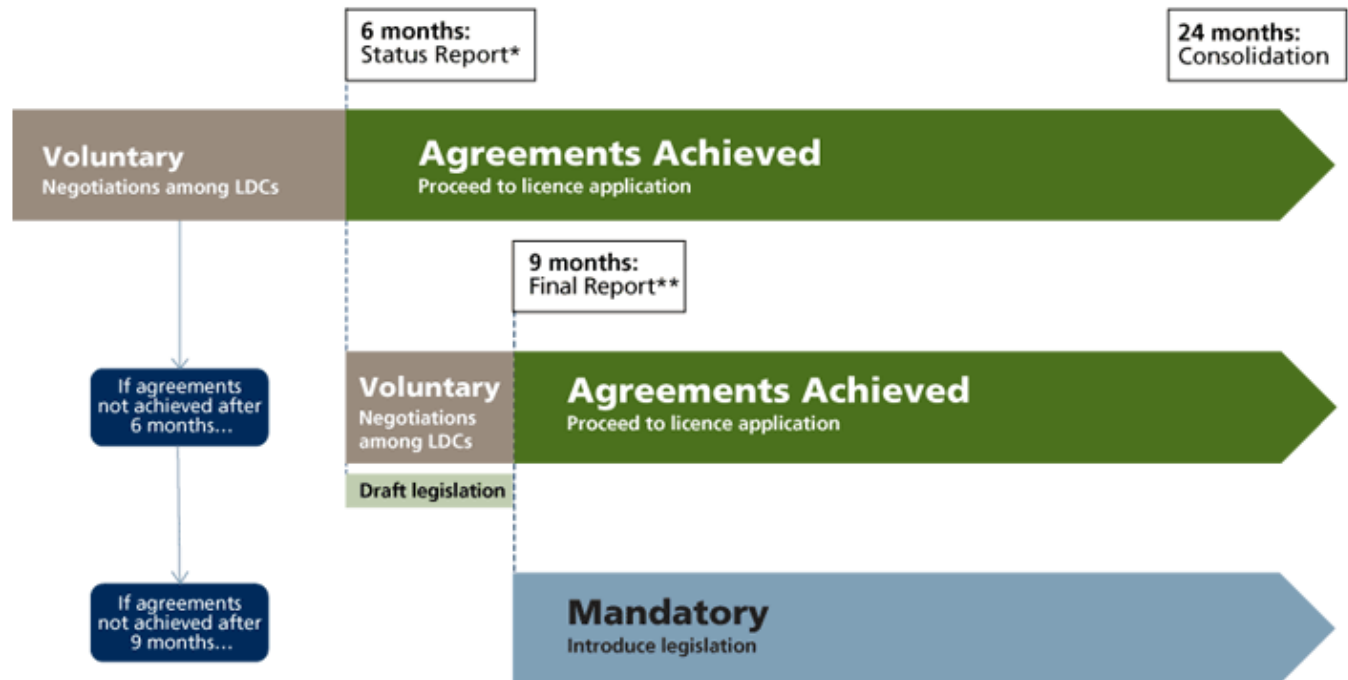 6 months:
Status Report*
24 months:
Consolidation
Voluntary
Negotiations among LDCs
Agreements Achieved
Proceed to licence application
9 months:
Final Report**
If agreements
not achieved after
6 months...
Voluntary
Negotiations
among LDCs
Agreements Achieved
Proceed to licence application
Draft legislation
If agreements
not achieved after
9 months...
Mandatory
Introduce legislation